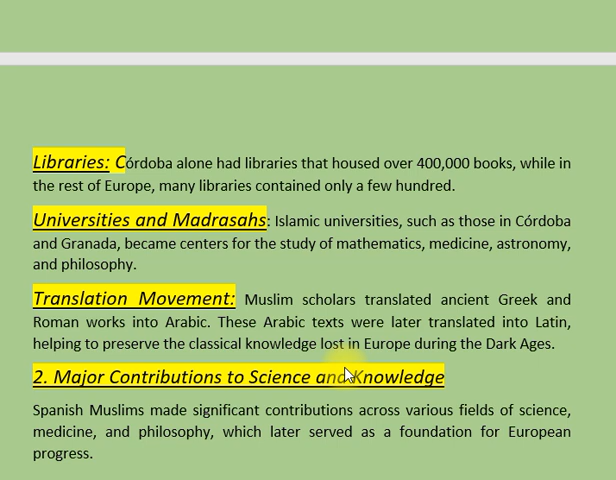 Libraries: Córdoba alone had libraries that housed over 400,000 books, while in
the rest of Europe, many libraries contained only a few hundred.
Universities and Madrasahs: Islamic universities, such as those in Córdoba
and Granada, became centers for the study of mathematics, medicine, astronomy,
and philosophy.
Translation Movement: Muslim scholars translated ancient Greek and
Roman works into Arabic. These Arabic texts were later translated into Latin,
helping to preserve the classical knowledge lost in Europe during the Dark Ages.
2. Major Contributions to Science and Knowledge
Spanish Muslims made significant contributions across various fields of science,
medicine, and philosophy, which later served as a foundation for European
progress.